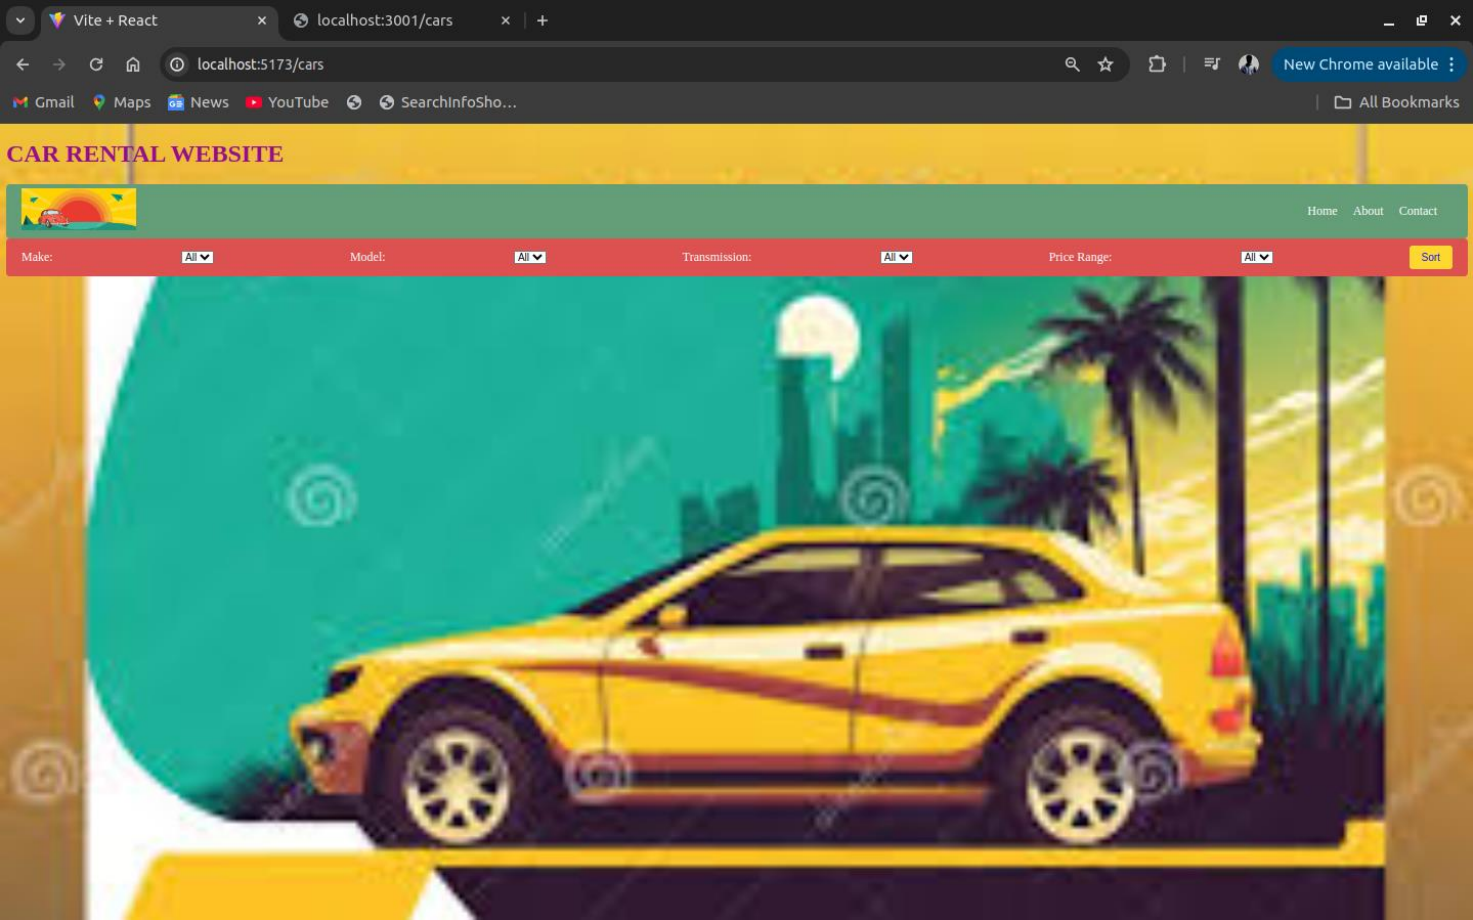 Vite + React
localhost:3001/cars
localhost:5173/cars
New Chrome available
Gmail
Maps
News
YouTube
SearchInfoSho...
All Bookmarks
CAR RENTAL WEBSITE
Home About Contact
Make: All Model: All Transmission: All Price Range: All Sort